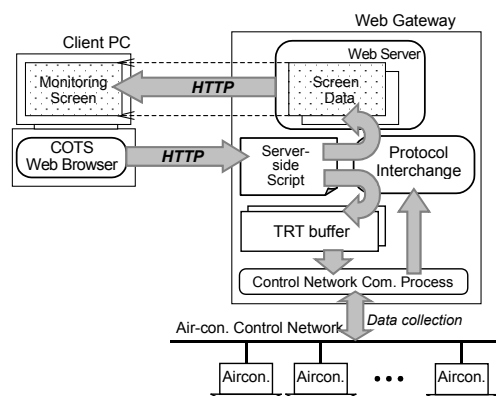 Web Gateway
Client PC
Web Server
Monitoring
Screen
HTTP
Screen
Data
COTS
Web Browser
HTTP
Server-
side
Script
Protocol
Interchange
TRT buffer
Control Network Com. Process
Air-con. Control Network
Data collection
Aircon.
Aircon.
Aircon.